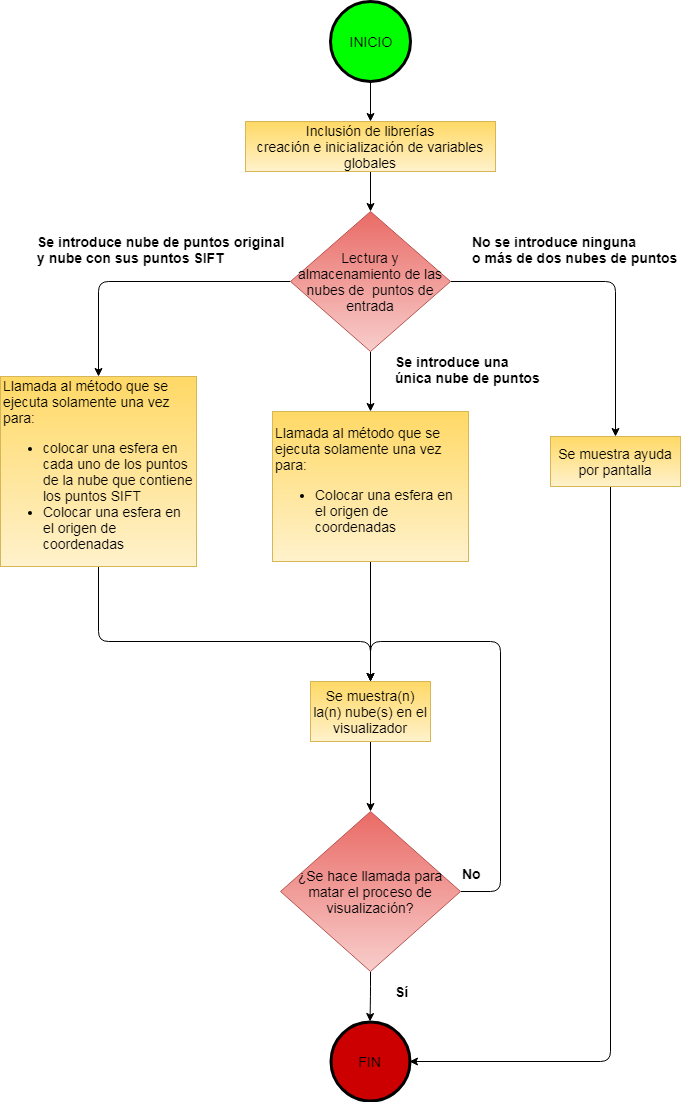 INICIO
Inclusión de librerías
creación e inicialización de variables
globales
Se introduce nube de puntos original
y nube con sus puntos SIFT
No se introduce ninguna
o más de dos nubes de puntos
Lectura y
almacenamiento de las
nubes de puntos de
entrada
Se introduce una
única nube de puntos
Llamada al método que se
ejecuta solamente una vez
para:
• colocar una esfera en
cada uno de los puntos
de la nube que contiene
los puntos SIFT
• Colocar una esfera en
el origen de
coordenadas
Llamada al método que se
ejecuta solamente una vez
para:
• Colocar una esfera en
el origen de
coordenadas
Se muestra ayuda
por pantalla
Se muestra(n)
la(n) nube(s) en el
visualizador
¿Se hace llamada para
matar el proceso de
visualización?
No
Sí
FIN